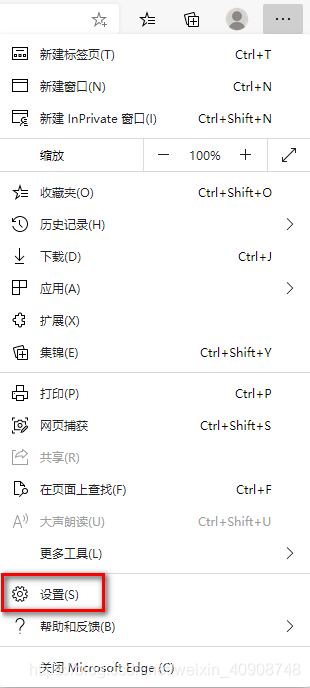 新建标签页(T) Ctrl+T
新建窗口(N) Ctrl+N
新建 InPrivate 窗口(I) Ctrl+Shift+N
缩放 100%
收藏夹(O) Ctrl+Shift+O
历史记录(H)
下载(D) Ctrl+J
应用(A)
扩展(X)
集锦(E) Ctrl+Shift+Y
打印(P) Ctrl+P
网页捕获 Ctrl+Shift+S
共享(R)
在页面上查找(F) Ctrl+F
大声朗读(U) Ctrl+Shift+U
更多工具(L)
设置(S)
帮助和反馈(B)
关闭 Microsoft Edge (C)
weixin_40908748